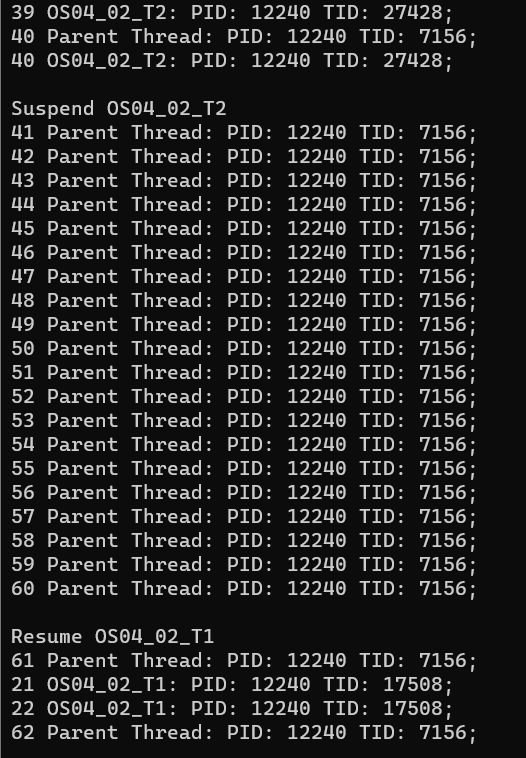 39 OS04_02_T2: PID: 12240 TID: 27428;
40 Parent Thread: PID: 12240 TID: 7156;
40 OS04_02_T2: PID: 12240 TID: 27428;
Suspend OS04_02_T2
41 Parent Thread: PID: 12240 TID: 7156;
42 Parent Thread: PID: 12240 TID: 7156;
43 Parent Thread: PID: 12240 TID: 7156;
44 Parent Thread: PID: 12240 TID: 7156;
45 Parent Thread: PID: 12240 TID: 7156;
46 Parent Thread: PID: 12240 TID: 7156;
47 Parent Thread: PID: 12240 TID: 7156;
48 Parent Thread: PID: 12240 TID: 7156;
49 Parent Thread: PID: 12240 TID: 7156;
50 Parent Thread: PID: 12240 TID: 7156;
51 Parent Thread: PID: 12240 TID: 7156;
52 Parent Thread: PID: 12240 TID: 7156;
53 Parent Thread: PID: 12240 TID: 7156;
54 Parent Thread: PID: 12240 TID: 7156;
55 Parent Thread: PID: 12240 TID: 7156;
56 Parent Thread: PID: 12240 TID: 7156;
57 Parent Thread: PID: 12240 TID: 7156;
58 Parent Thread: PID: 12240 TID: 7156;
59 Parent Thread: PID: 12240 TID: 7156;
60 Parent Thread: PID: 12240 TID: 7156;
Resume OS04_02_T1
61 Parent Thread: PID: 12240 TID: 7156;
21 OS04_02_T1: PID: 12240 TID: 17508;
22 OS04_02_T1: PID: 12240 TID: 17508;
62 Parent Thread: PID: 12240 TID: 7156;